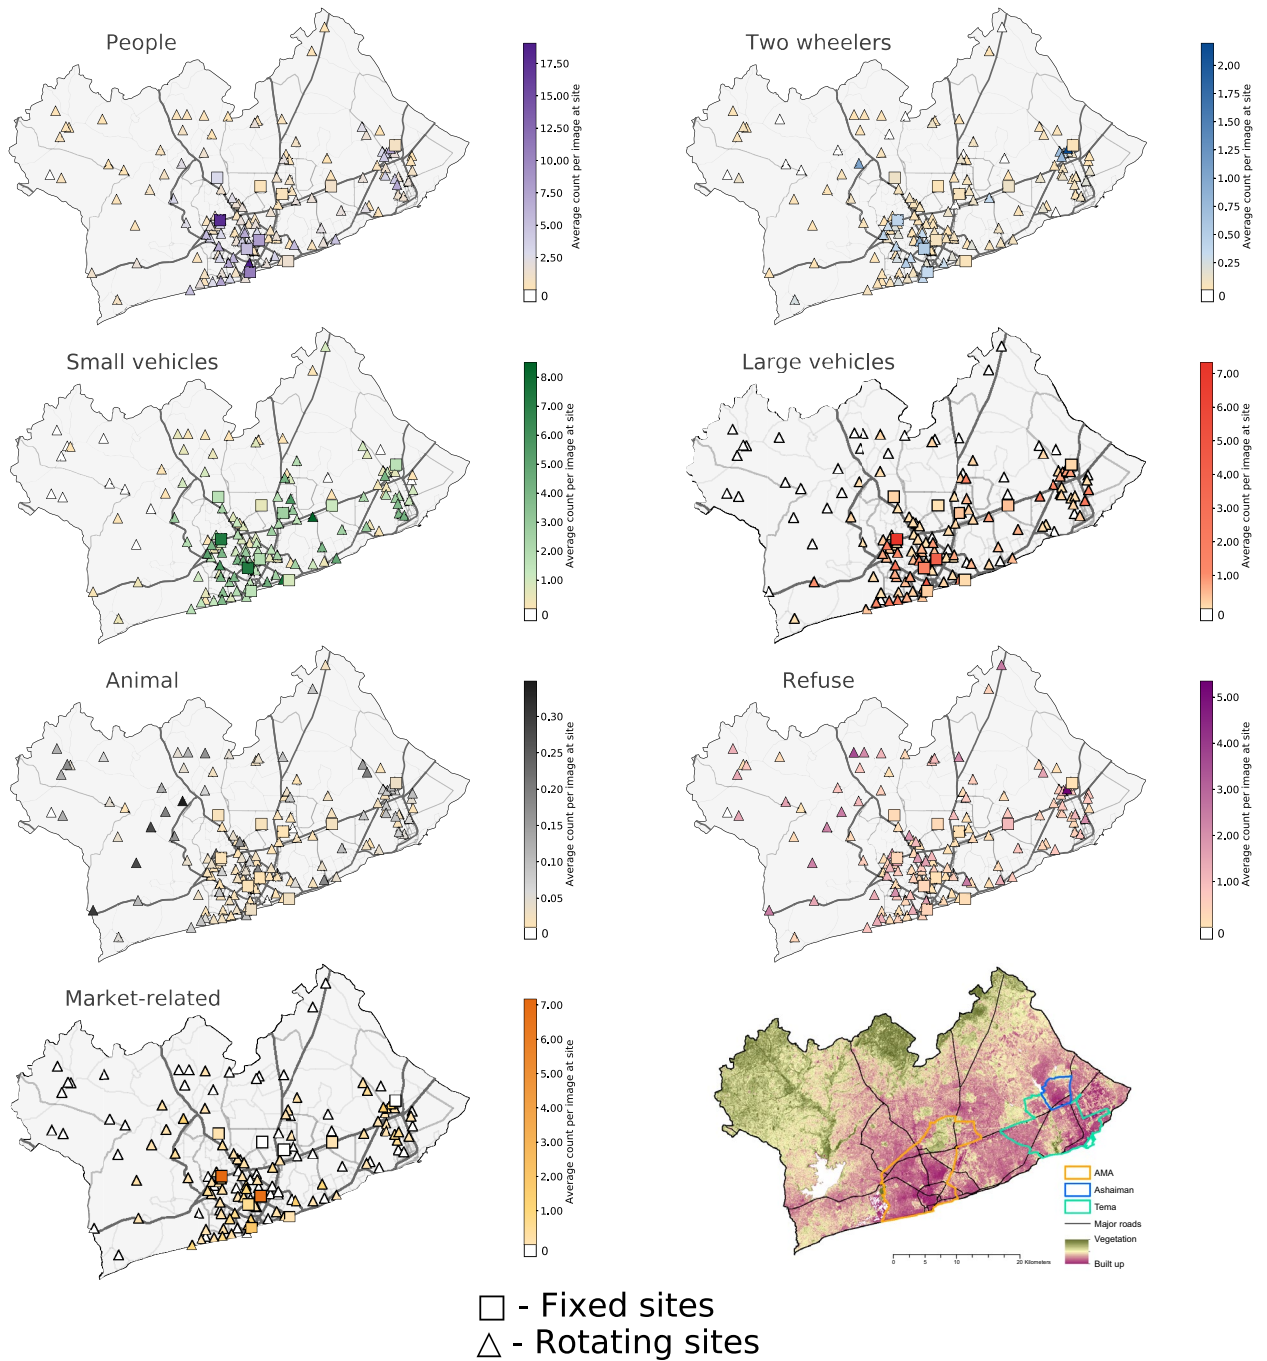 People
17.50
15.00
12.50
10.00
7.50
5.00
2.50
0
Average count per image at site
Two wheelers
2.00
1.75
1.50
1.25
1.00
0.75
0.50
0.25
0
Average count per image at site
Small vehicles
8.00
7.00
6.00
5.00
4.00
3.00
2.00
1.00
0
Average count per image at site
Large vehicles
7.00
6.00
5.00
4.00
3.00
2.00
1.00
0
Average count per image at site
Animal
0.30
0.25
0.20
0.15
0.10
0.05
0
Average count per image at site
Refuse
5.00
4.00
3.00
2.00
1.00
0
Average count per image at site
Market-related
7.00
6.00
5.00
4.00
3.00
2.00
1.00
0
Average count per image at site
AMA
Ashaiman
Tema
Major roads
Vegetation
Built up
0 5 10 20 Kilometers
- Fixed sites
- Rotating sites